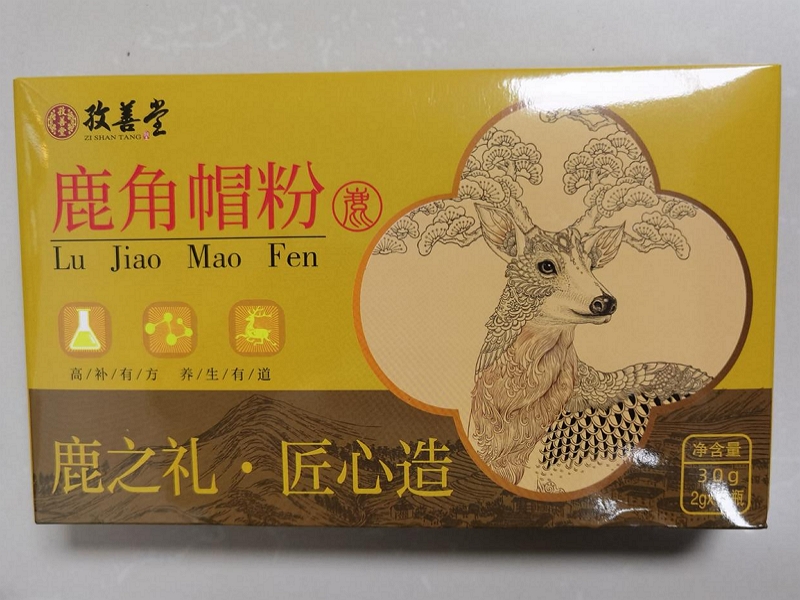 孜善堂
ZI SHAN TANG
鹿角帽粉
Lu Jiao Mao Fen
高/补/有/方 养/生/有/道
鹿之礼·匠心造
净含量
30g